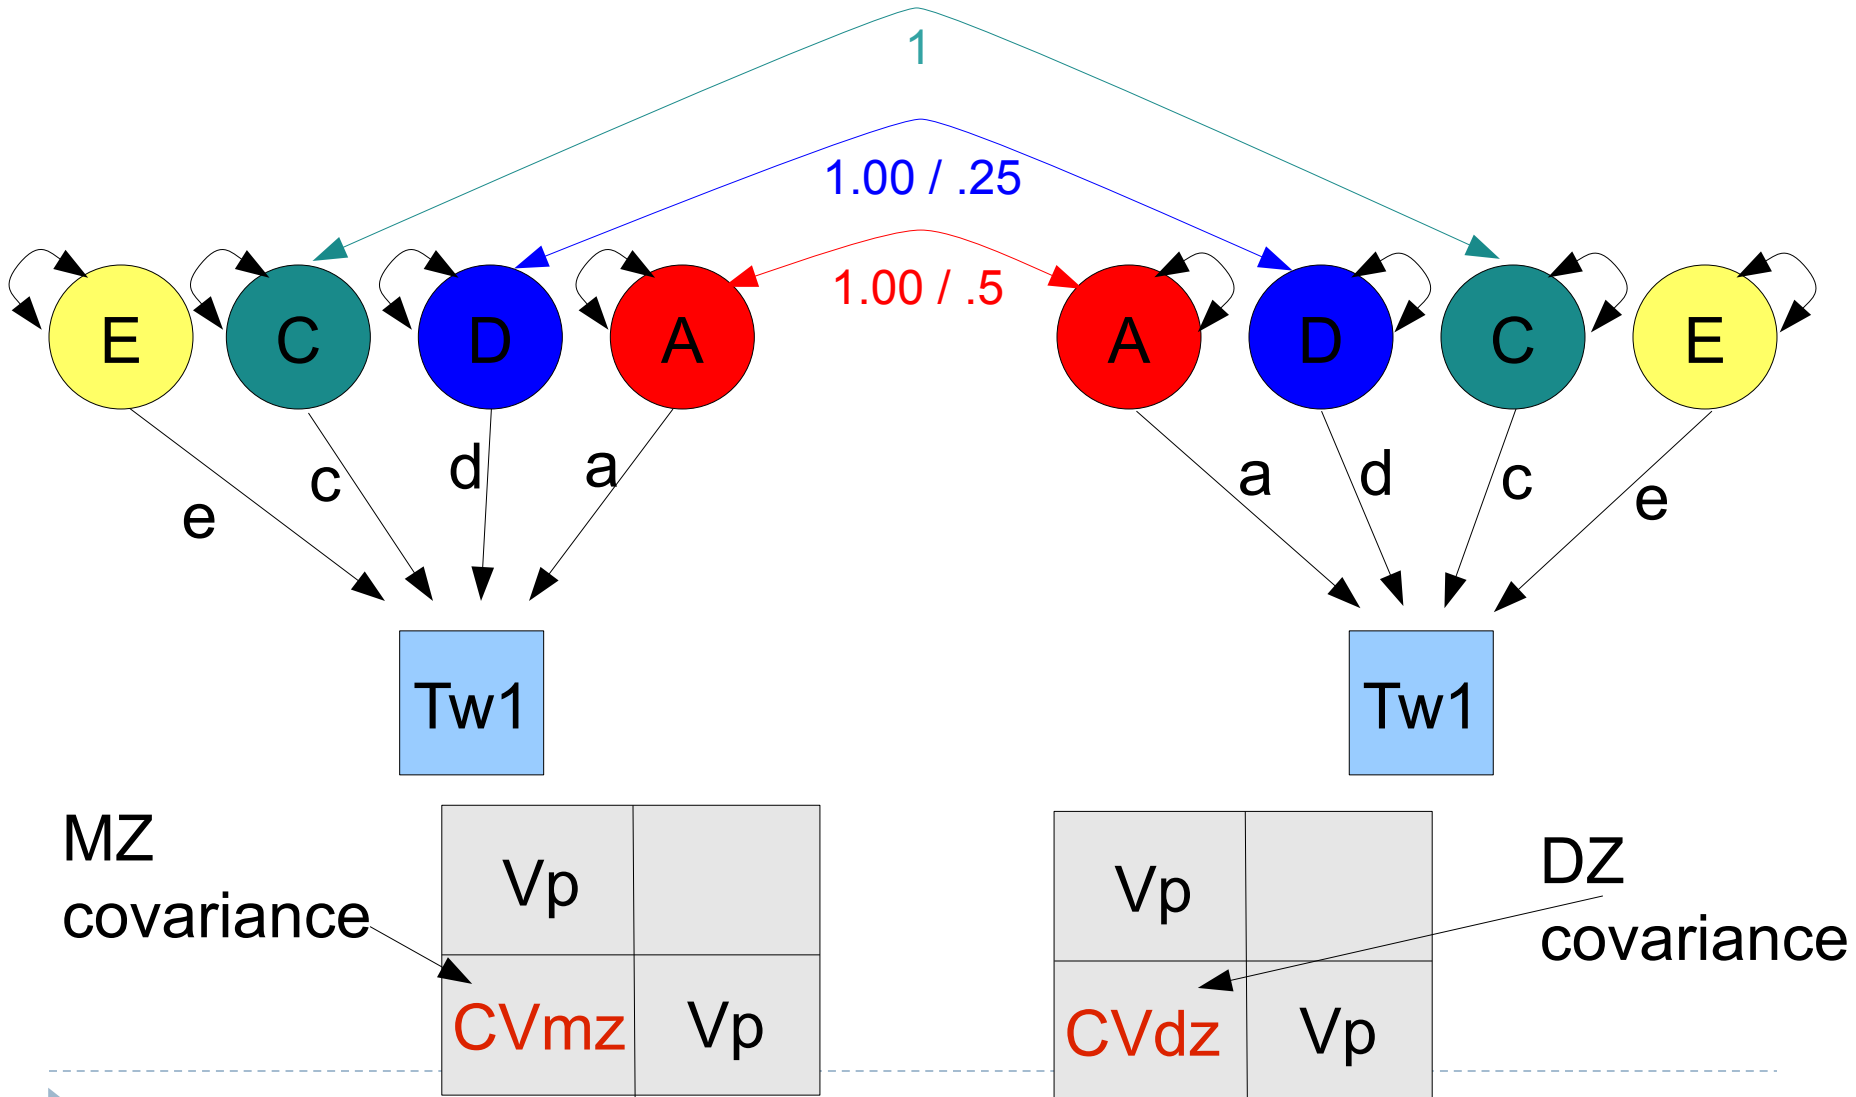 1
1.00 / .25
1.00 / .5
E C D A A D C E
e c d a a d c e
Tw1 Tw1
MZ
covariance
Vp
CVmz Vp
Vp
CVdz Vp
DZ
covariance